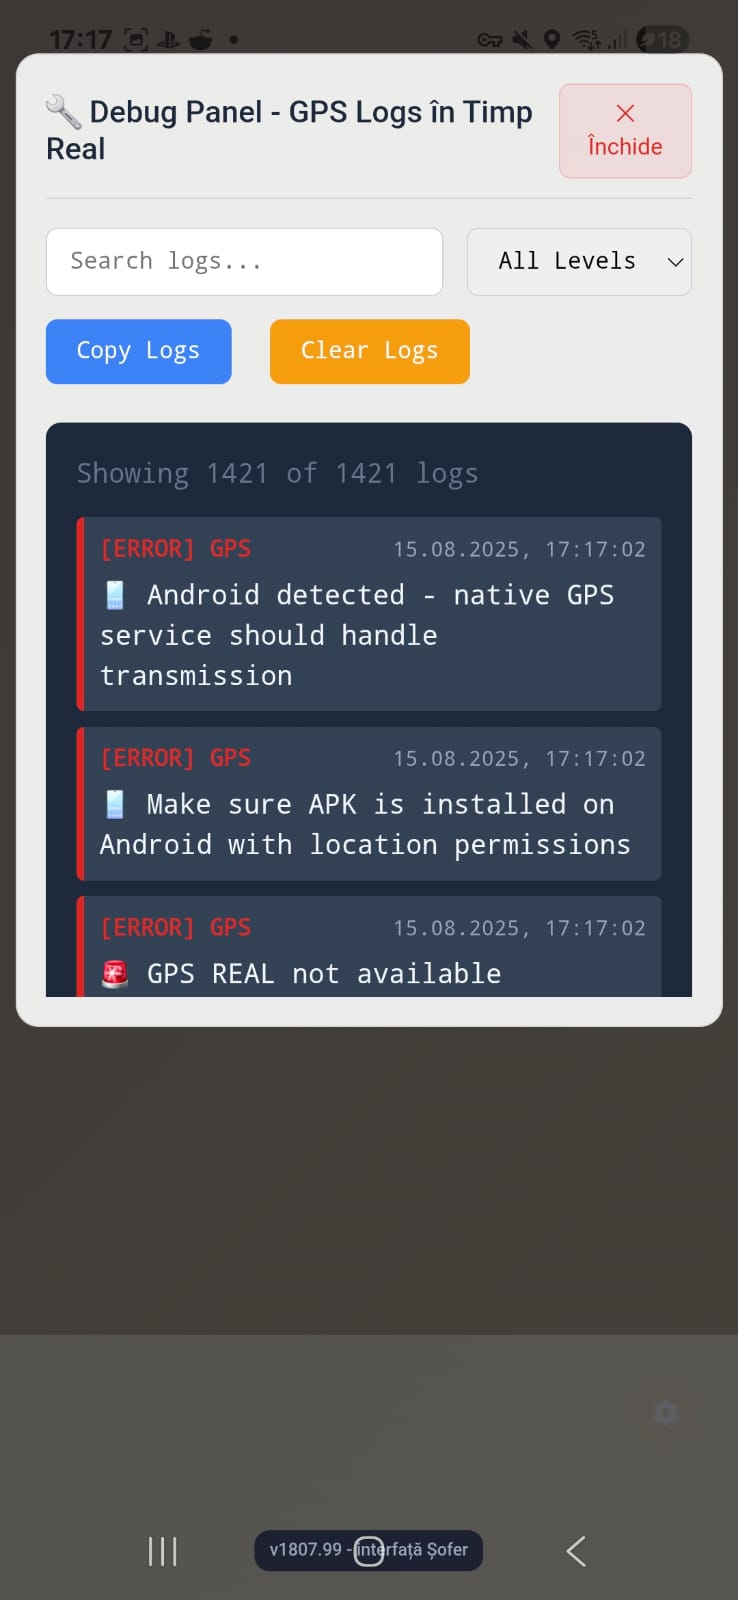 17:17
18
🔧 Debug Panel - GPS Logs în Timp
Real
× Închide
Search logs...
All Levels
Copy Logs
Clear Logs
Showing 1421 of 1421 logs
[ERROR] GPS
15.08.2025, 17:17:02
📱 Android detected - native GPS
service should handle
transmission
[ERROR] GPS
15.08.2025, 17:17:02
📱 Make sure APK is installed on
Android with location permissions
[ERROR] GPS
15.08.2025, 17:17:02
🚨 GPS REAL not available
v1807.99 - interfață Șofer